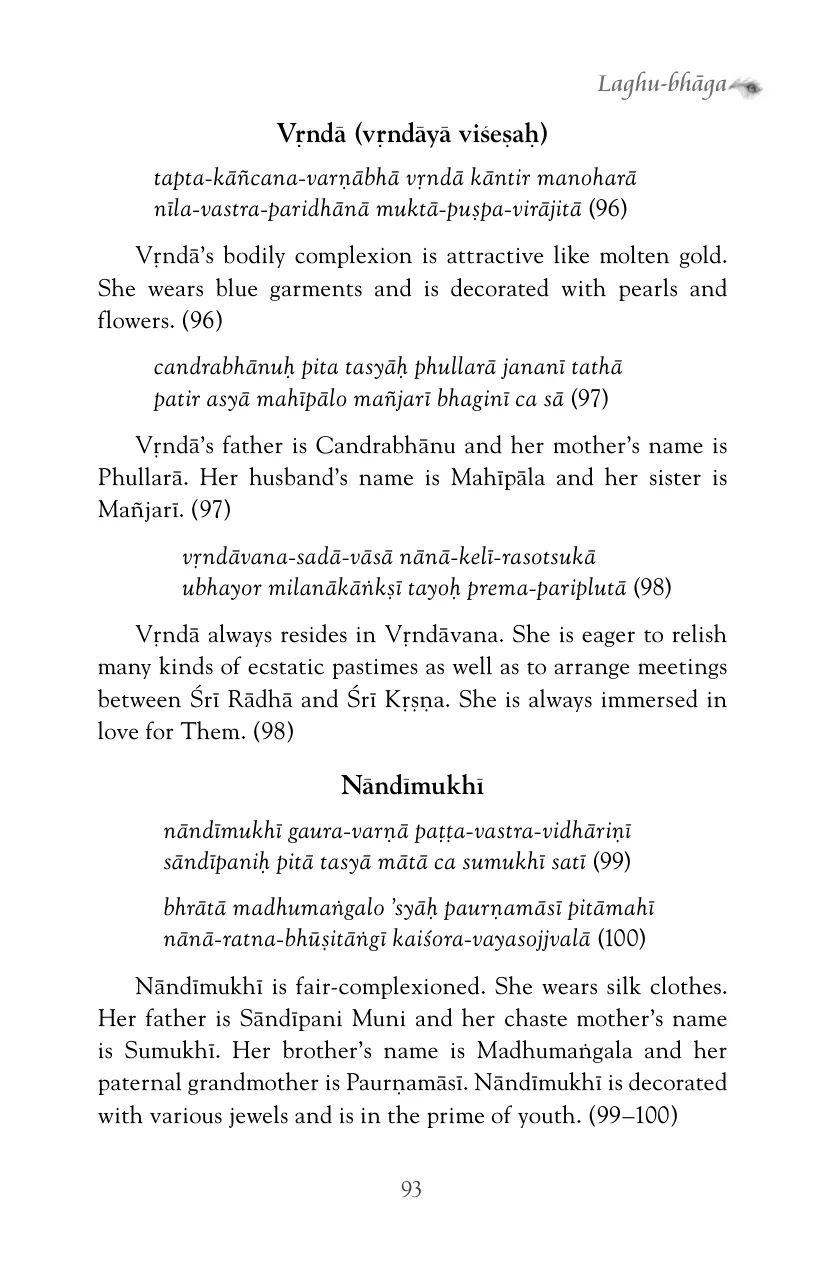 Laghu-bhāga
Vṛndā (vṛndāyā viśeṣaḥ)
tapta-kāñcana-varṇābhā vṛndā kāntir manoharā
nīla-vastra-paridhānā muktā-puṣpa-virājitā (96)
Vṛndā’s bodily complexion is attractive like molten gold.
She wears blue garments and is decorated with pearls and
flowers. (96)
candrabhānuḥ pita tasyāḥ phullarā jananī tathā
patir asyā mahīpālo mañjarī bhaginī ca sā (97)
Vṛndā’s father is Candrabhānu and her mother’s name is
Phullarā. Her husband’s name is Mahīpāla and her sister is
Mañjarī. (97)
vṛndāvana-sadā-vāsā nānā-kelī-rasotsukā
ubhayor milanākāṅkṣī tayoḥ prema-pariplutā (98)
Vṛndā always resides in Vṛndāvana. She is eager to relish
many kinds of ecstatic pastimes as well as to arrange meetings
between Śrī Rādhā and Śrī Kṛṣṇa. She is always immersed in
love for Them. (98)
Nāndīmukhī
nāndīmukhī gaura-varṇā paṭṭa-vastra-vidhāriṇī
sāndīpaniḥ pitā tasyā mātā ca sumukhī satī (99)
bhrātā madhumaṅgalo ’syāḥ paurṇamāsī pitāmahī
nānā-ratna-bhūṣitāṅgī kaiśora-vayasojjvalā (100)
Nāndīmukhī is fair-complexioned. She wears silk clothes.
Her father is Sāndīpani Muni and her chaste mother’s name
is Sumukhī. Her brother’s name is Madhumaṅgala and her
paternal grandmother is Paurṇamāsī. Nāndīmukhī is decorated
with various jewels and is in the prime of youth. (99–100)
93